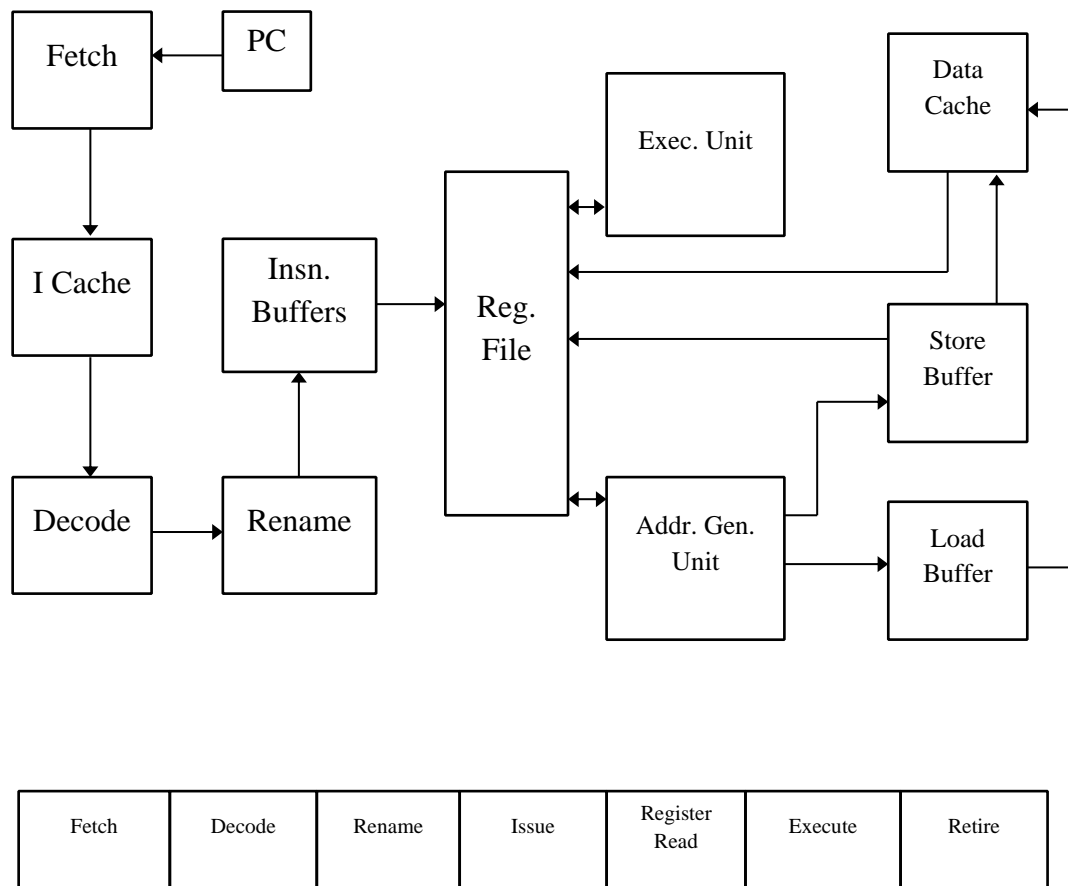 Fetch
PC
Data
Cache
Exec. Unit
I Cache
Insn.
Buffers
Reg.
File
Store
Buffer
Decode
Rename
Addr. Gen.
Unit
Load
Buffer
Fetch
Decode
Rename
Issue
Register
Read
Execute
Retire